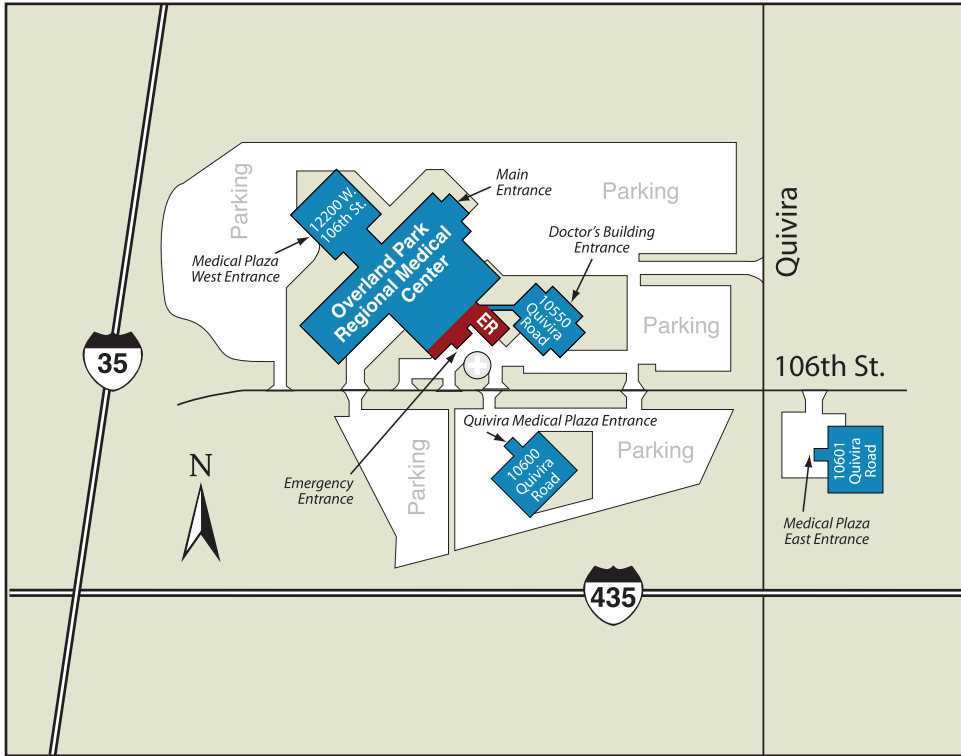 Parking
12200 W.
106th St.
Main
Entrance
Parking
Medical Plaza
West Entrance
Overland Park
Regional Medical
Center
Doctor's Building
Entrance
Quivira
ER
10550
Quivira
Road
Parking
35
106th St.
Quivira Medical Plaza Entrance
Parking
Parking
10600
Quivira
Road
10601
Quivira
Road
Emergency
Entrance
N
Medical Plaza
East Entrance
435